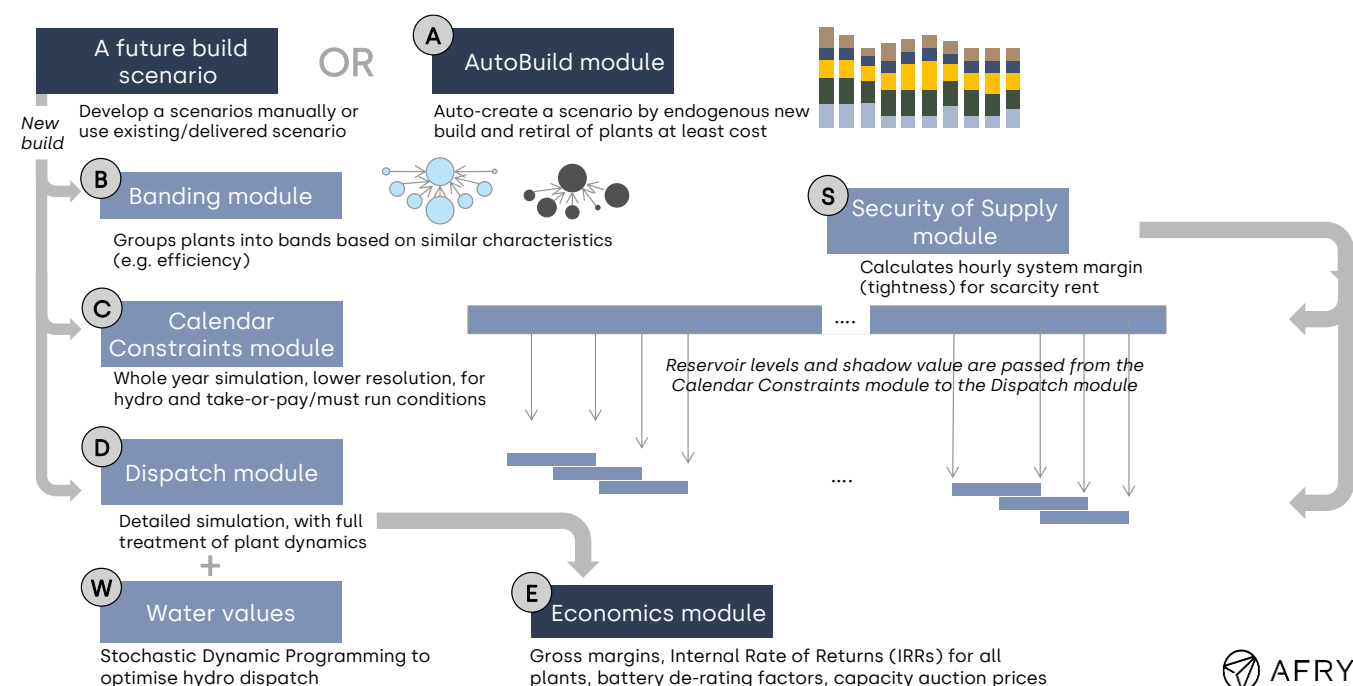 A future build
scenario
OR
A
AutoBuild module
Develop a scenarios manually or
use existing/delivered scenario
Auto-create a scenario by endogenous new
build and retiral of plants at least cost
New
build
B
Banding module
Groups plants into bands based on similar characteristics
(e.g. efficiency)
S
Security of Supply
module
Calculates hourly system margin
(tightness) for scarcity rent
C
Calendar
Constraints module
Whole year simulation, lower resolution, for
hydro and take-or-pay/must run conditions
....
Reservoir levels and shadow value are passed from the
Calendar Constraints module to the Dispatch module
D
Dispatch module
Detailed simulation, with full
treatment of plant dynamics
....
+
W
Water values
Stochastic Dynamic Programming to
optimise hydro dispatch
E
Economics module
Gross margins, Internal Rate of Returns (IRRs) for all
plants, battery de-rating factors, capacity auction prices
AFRY